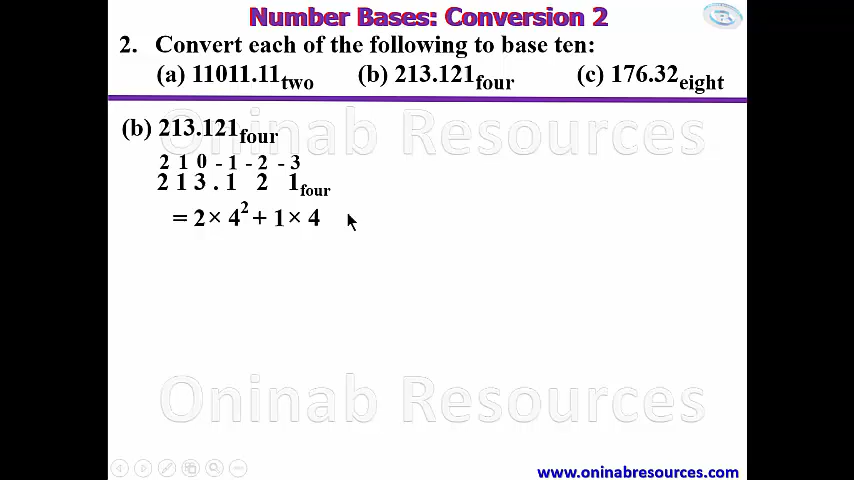 Number Bases: Conversion 2
2. Convert each of the following to base ten:
(a) 11011.11two (b) 213.121four (c) 176.32eight
Oninab Resources
(b) 213.121four
2 1 0 -1 -2 -3
2 1 3 . 1 2 1four
= 2 × 4² + 1 × 4
Oninab Resources
www.oninabresources.com